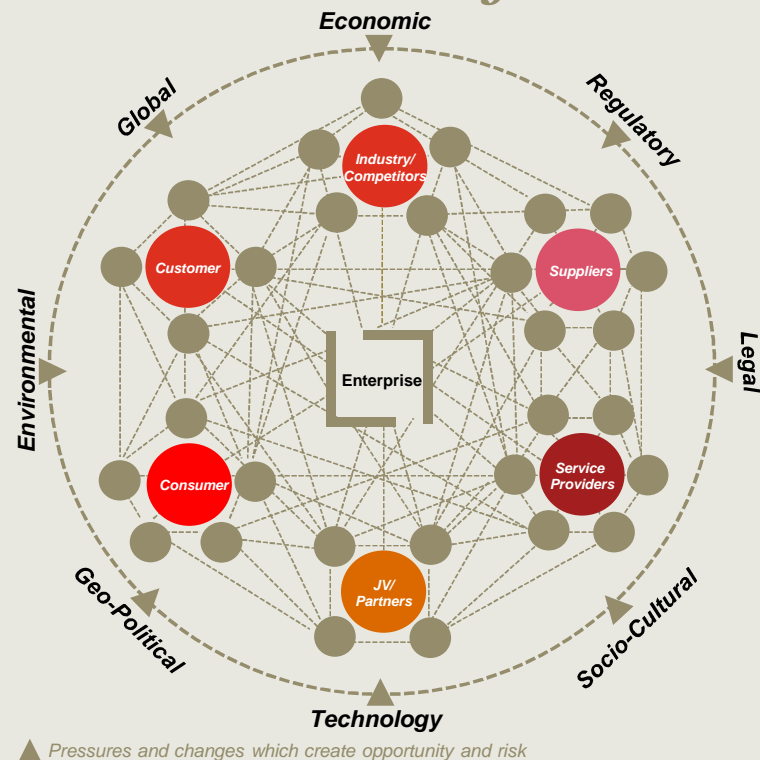 Economic
Global
Regulatory
Industry/
Competitors
Customer
Suppliers
Environmental
Enterprise
Legal
Consumer
Service
Providers
JV/
Partners
Geo-Political
Socio-Cultural
Technology
Pressures and changes which create opportunity and risk